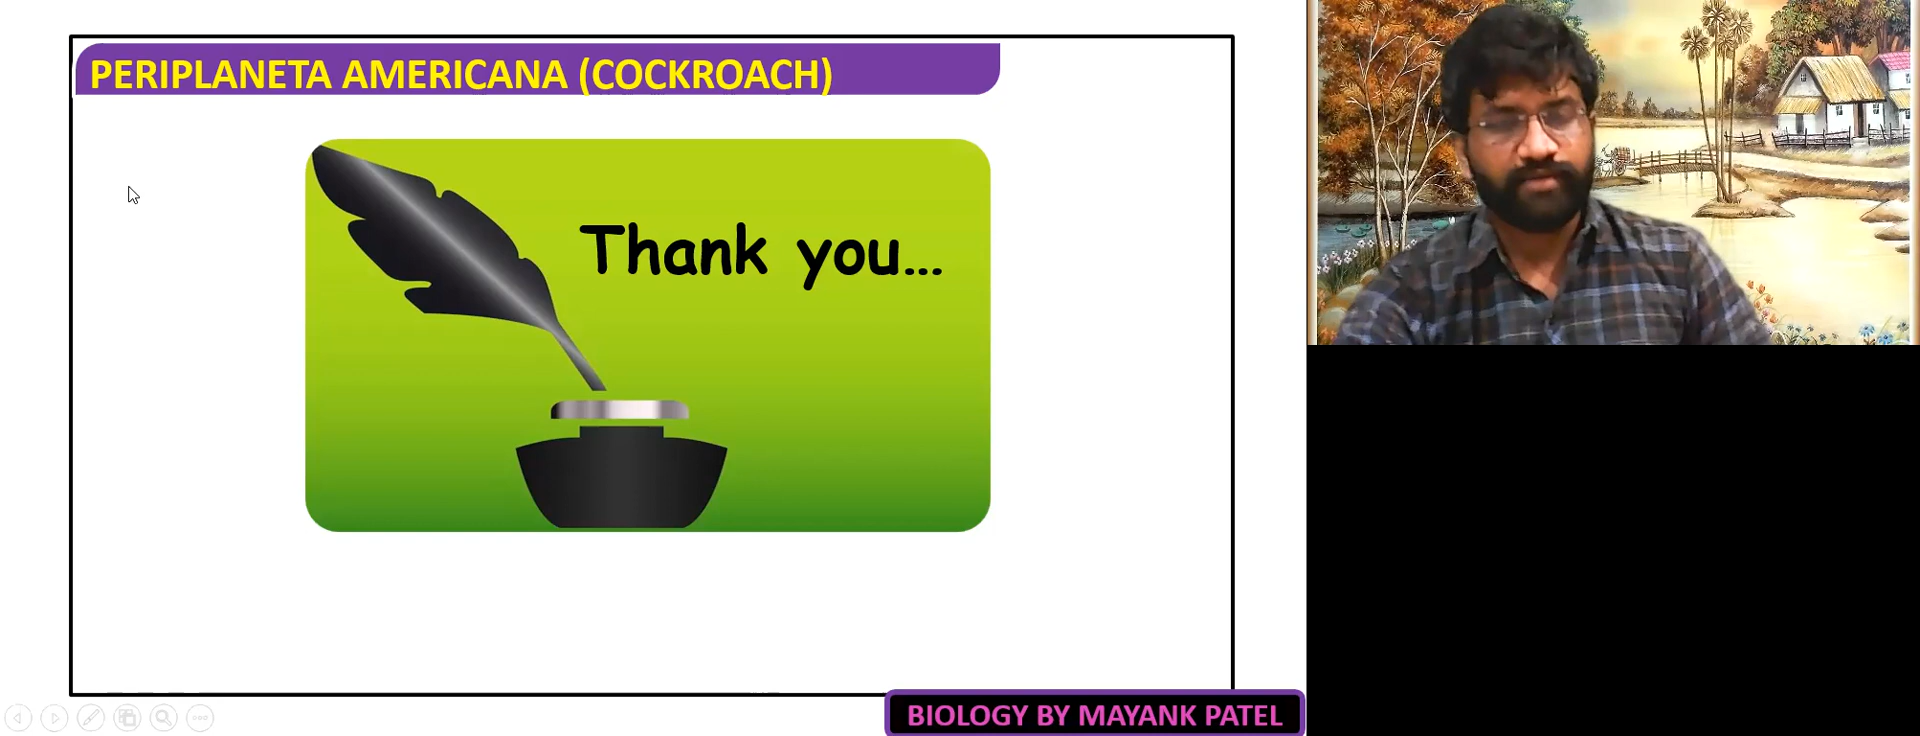 PERIPLANETA AMERICANA (COCKROACH)
Thank you...
BIOLOGY BY MAYANK PATEL